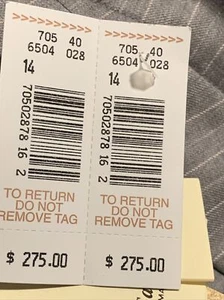 705 40
6504 028
14
70502878 16 2
TO RETURN
DO NOT
REMOVE TAG
$ 275.00
705 40
6504 028
14
70502878 16 2
TO RETURN
DO NOT
REMOVE TAG
$ 275.00